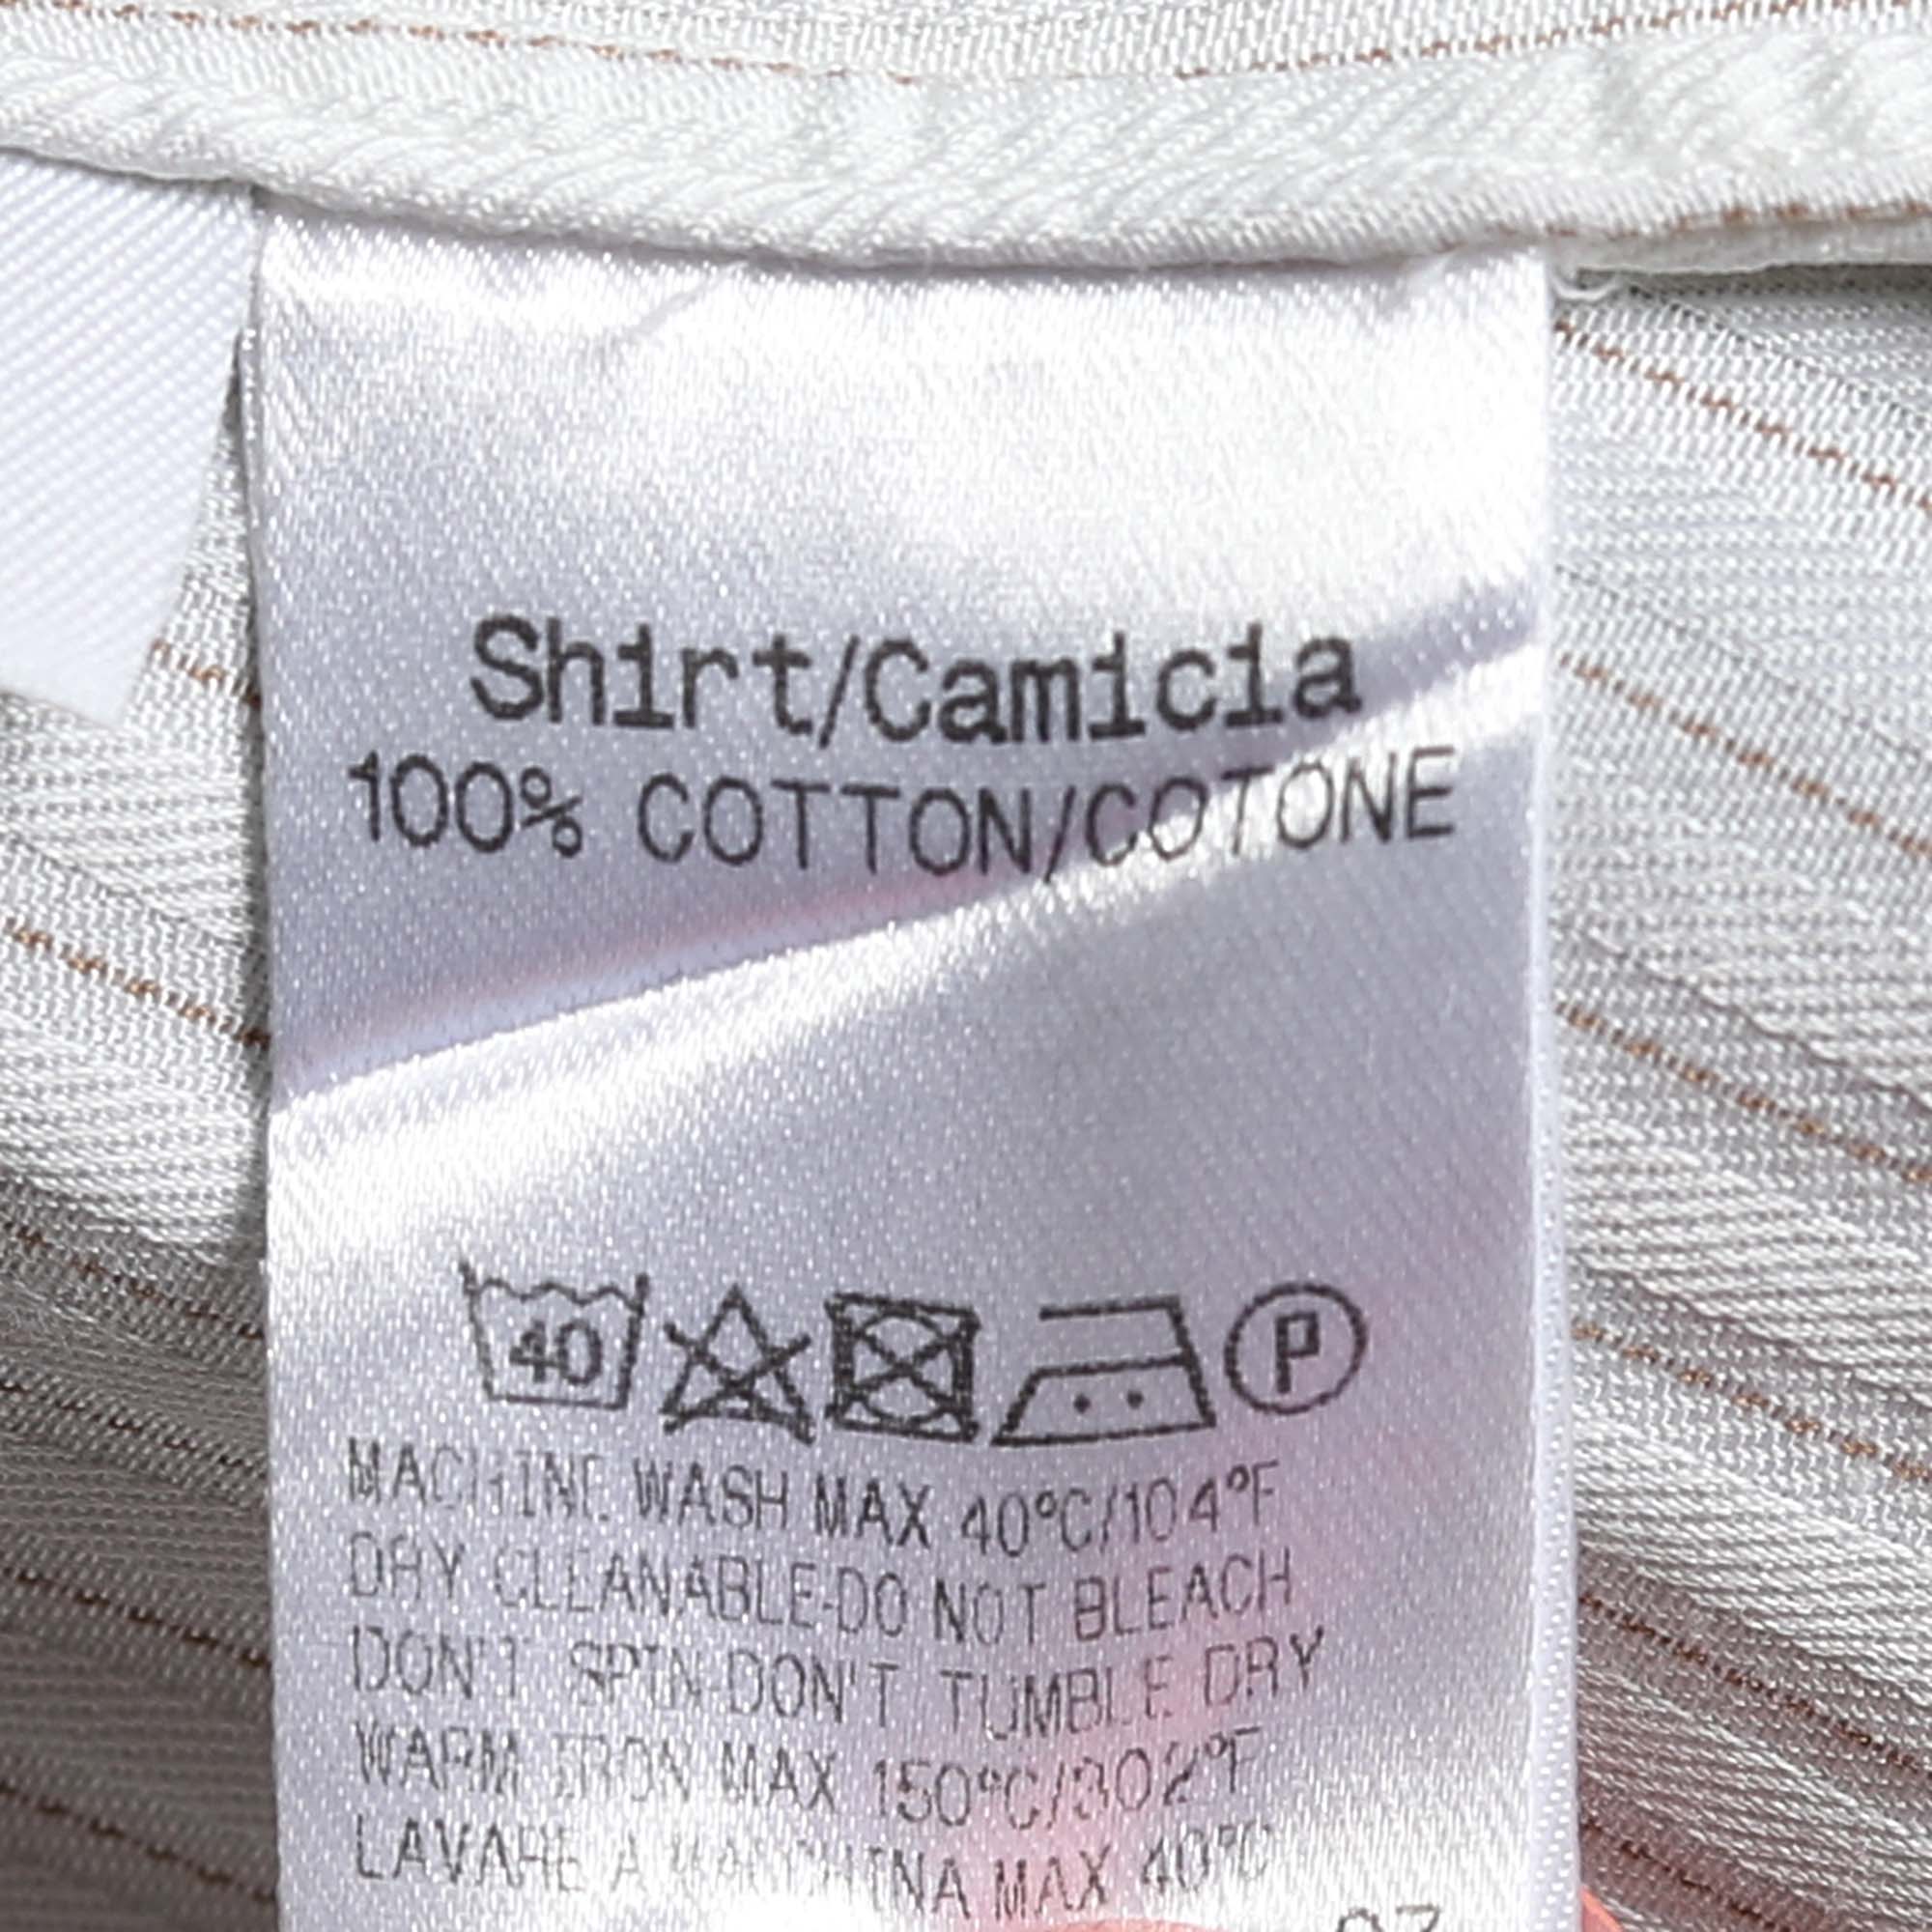 Shirt/Camicia
100% COTTON/COTONE
40
P
MACHINE WASH MAX 40°C/104°F
DRY CLEANABLE-DO NOT BLEACH
DON'T SPIN-DON'T TUMBLE DRY
WARM IRON MAX 150°C/302°F
LAVARE A MACCHINA MAX 40°C